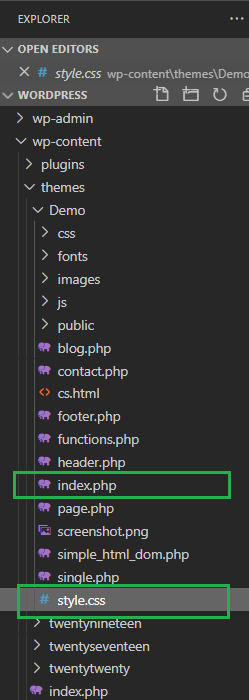 EXPLORER
OPEN EDITORS
# style.css wp-content\themes\Demo
WORDPRESS
wp-admin
wp-content
plugins
themes
Demo
css
fonts
images
js
public
blog.php
contact.php
<> cs.html
footer.php
functions.php
header.php
index.php
page.php
screenshot.png
simple_html_dom.php
single.php
# style.css
twentynineteen
twentyseventeen
twentytwenty
index.php